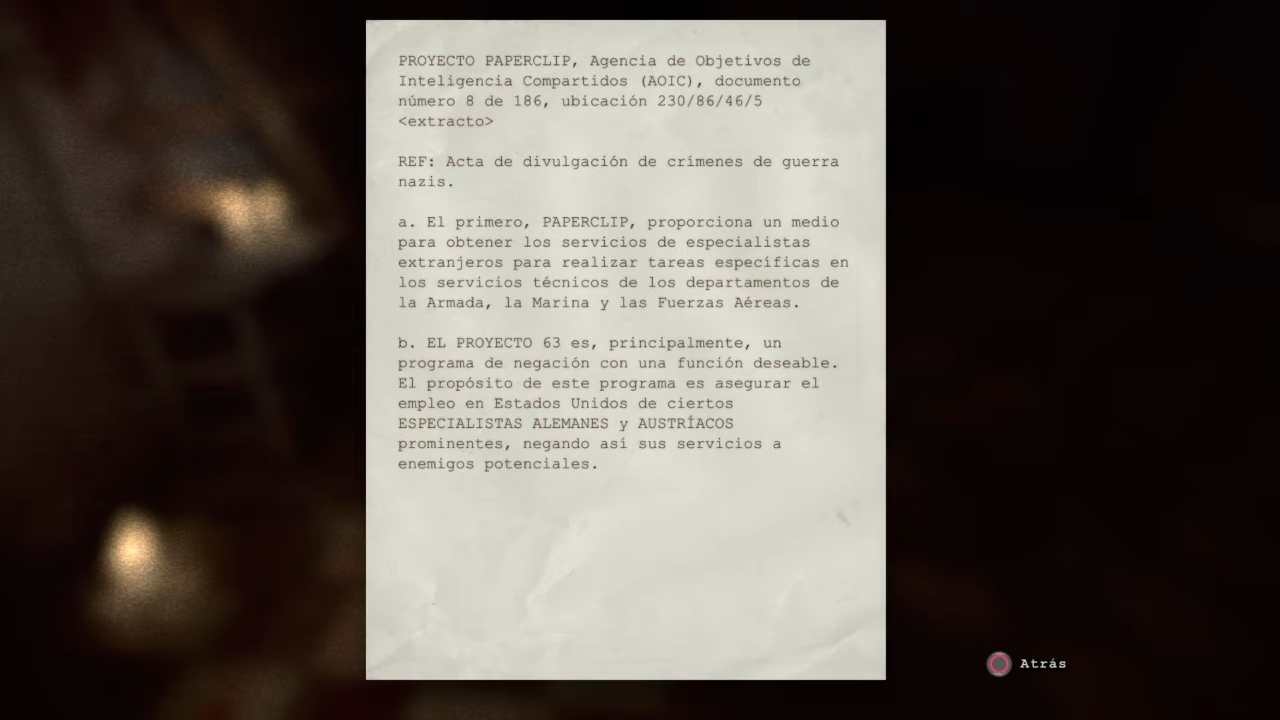 PROYECTO PAPERCLIP, Agencia de Objetivos de
Inteligencia Compartidos (AOIC), documento
número 8 de 186, ubicación 230/86/46/5
<extracto>
REF: Acta de divulgación de crímenes de guerra
nazis.
a. El primero, PAPERCLIP, proporciona un medio
para obtener los servicios de especialistas
extranjeros para realizar tareas específicas en
los servicios técnicos de los departamentos de
la Armada, la Marina y las Fuerzas Aéreas.
b. EL PROYECTO 63 es, principalmente, un
programa de negación con una función deseable.
El propósito de este programa es asegurar el
empleo en Estados Unidos de ciertos
ESPECIALISTAS ALEMANES y AUSTRÍACOS
prominentes, negando así sus servicios a
enemigos potenciales.
Atrás